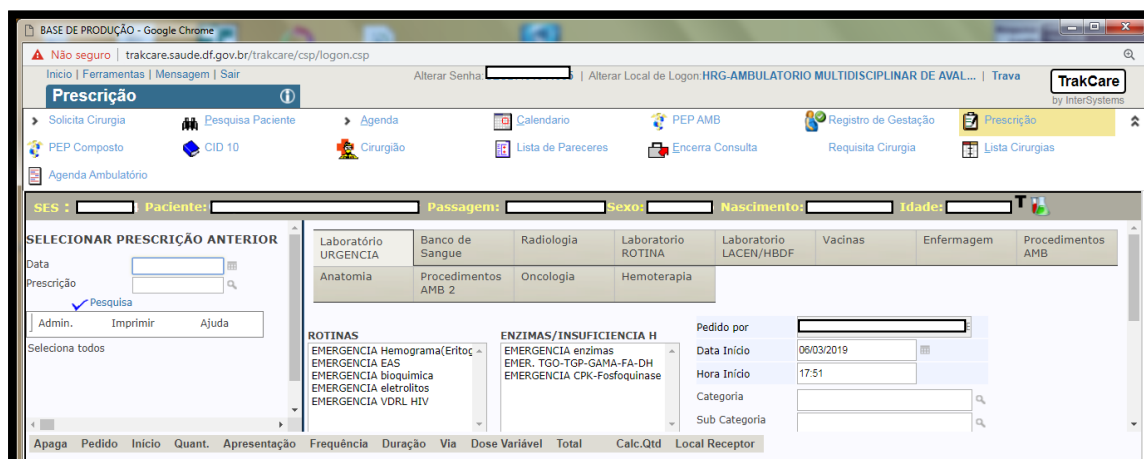 BASE DE PRODUÇÃO - Google Chrome
Não seguro | trakcare.saude.df.gov.br/trakcare/csp/logon.csp
Inicio | Ferramentas | Mensagem | Sair
Alterar Senha: | Alterar Local de Logon:HRG-AMBULATORIO MULTIDISCIPLINAR DE AVAL... | Trava
TrakCare
by InterSystems
Prescrição
Solicita Cirurgia Pesquisa Paciente Agenda Calendario PEP AMB Registro de Gestação Prescrição
PEP Composto CID 10 Cirurgião Lista de Pareceres Encerra Consulta Requisita Cirurgia Lista Cirurgias
Agenda Ambulatório
SES : Paciente: Passagem: Sexo: Nascimento: Idade: T
SELECIONAR PRESCRIÇÃO ANTERIOR
Data
Prescrição
Pesquisa
Admin. Imprimir Ajuda
Seleciona todos
Laboratório URGENCIA Banco de Sangue Radiologia Laboratorio ROTINA Laboratorio LACEN/HBDF Vacinas Enfermagem Procedimentos AMB
Anatomia Procedimentos AMB 2 Oncologia Hemoterapia
ROTINAS
EMERGENCIA Hemograma(Eritog
EMERGENCIA EAS
EMERGENCIA bioquimica
EMERGENCIA eletrolitos
EMERGENCIA VDRL HIV
ENZIMAS/INSUFICIENCIA H
EMERGENCIA enzimas
EMER. TGO-TGP-GAMA-FA-DH
EMERGENCIA CPK-Fosfoquinase
Pedido por
Data Início 06/03/2019
Hora Início 17:51
Categoria
Sub Categoria
Apaga Pedido Início Quant. Apresentação Frequência Duração Via Dose Variável Total Calc.Qtd Local Receptor